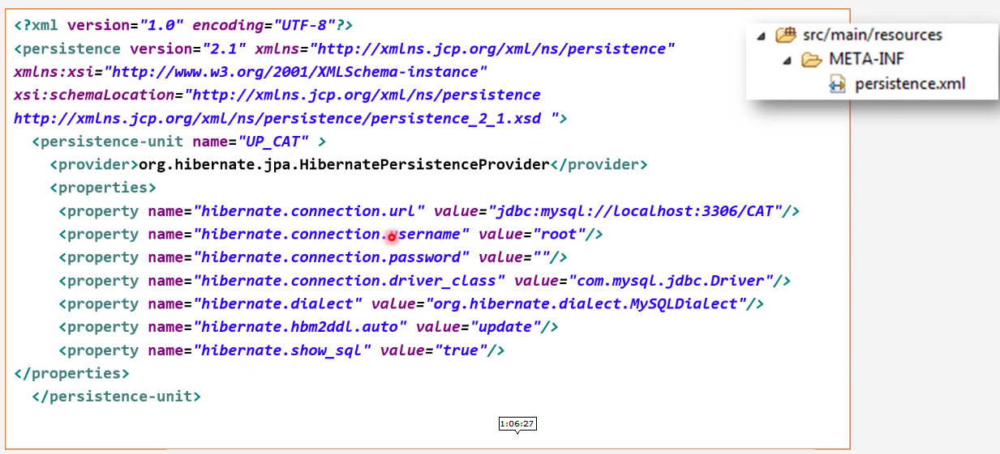 <?xml version="1.0" encoding="UTF-8"?>
<persistence version="2.1" xmlns="http://xmlns.jcp.org/xml/ns/persistence"
xmlns:xsi="http://www.w3.org/2001/XMLSchema-instance"
xsi:schemaLocation="http://xmlns.jcp.org/xml/ns/persistence
http://xmlns.jcp.org/xml/ns/persistence/persistence_2_1.xsd ">
<persistence-unit name="UP_CAT" >
<provider>org.hibernate.jpa.HibernatePersistenceProvider</provider>
<properties>
<property name="hibernate.connection.url" value="jdbc:mysql://localhost:3306/CAT"/>
<property name="hibernate.connection.username" value="root"/>
<property name="hibernate.connection.password" value=""/>
<property name="hibernate.connection.driver_class" value="com.mysql.jdbc.Driver"/>
<property name="hibernate.dialect" value="org.hibernate.dialect.MySQLDialect"/>
<property name="hibernate.hbm2ddl.auto" value="update"/>
<property name="hibernate.show_sql" value="true"/>
</properties>
</persistence-unit>
src/main/resources
META-INF
persistence.xml
1:06:27